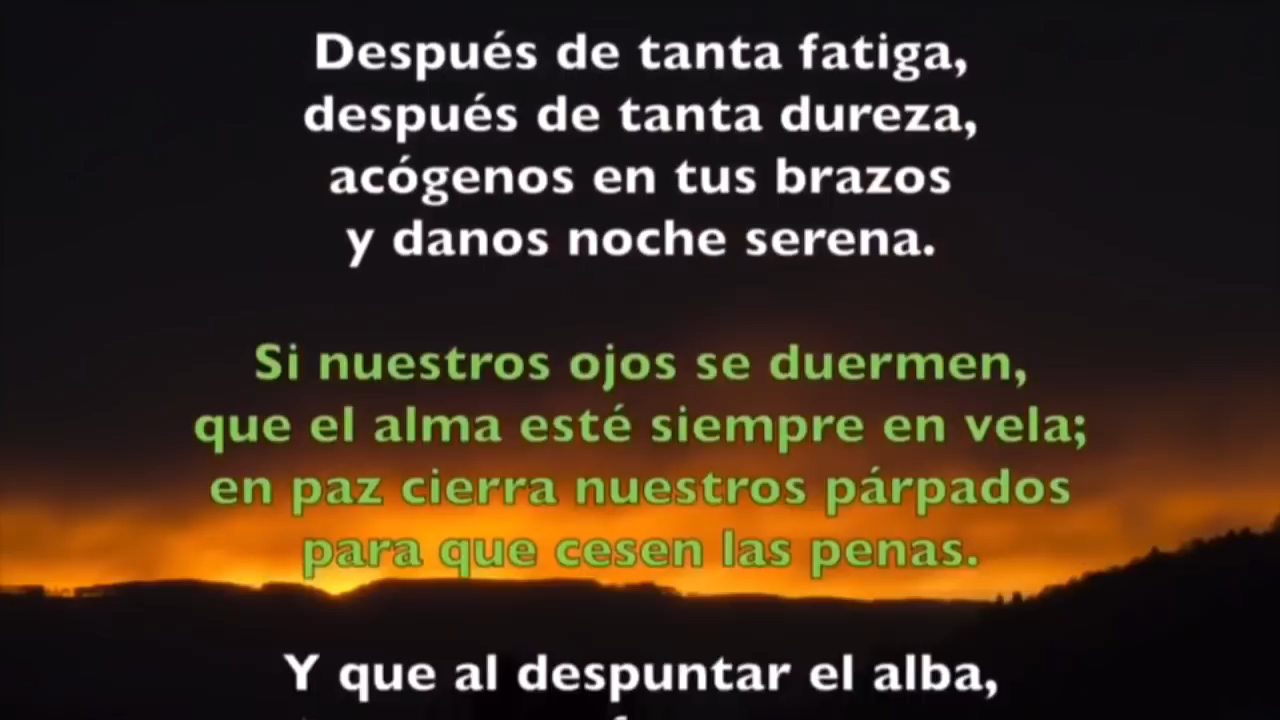 Después de tanta fatiga,
después de tanta dureza,
acógenos en tus brazos
y danos noche serena.
Si nuestros ojos se duermen,
que el alma esté siempre en vela;
en paz cierra nuestros párpados
para que cesen las penas.
Y que al despuntar el alba,